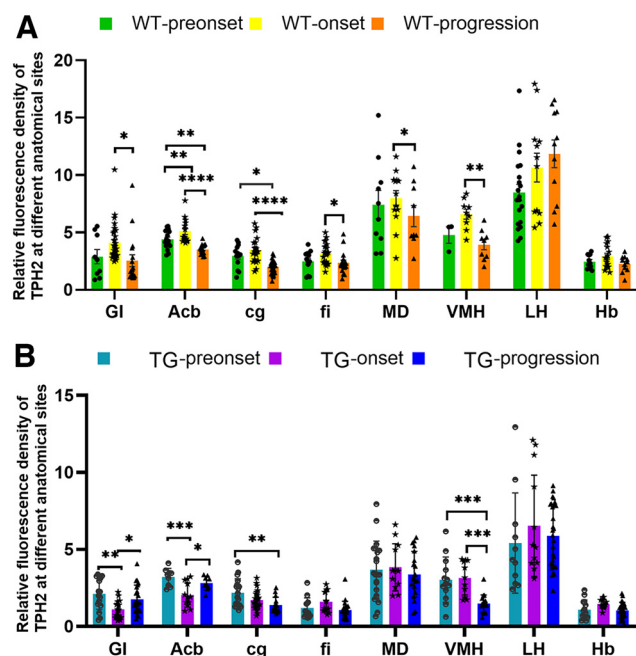 A
WT-preonset WT-onset WT-progression
Relative fluorescence density of
TPH2 at different anatomical sites
20
15
10
5
0
* ** ** **** * **** * * **
GI Acb cg fi MD VMH LH Hb
B
TG-preonset TG-onset TG-progression
Relative fluorescence density of
TPH2 at different anatomical sites
15
10
5
0
** * *** * ** *** ***
GI Acb cg fi MD VMH LH Hb